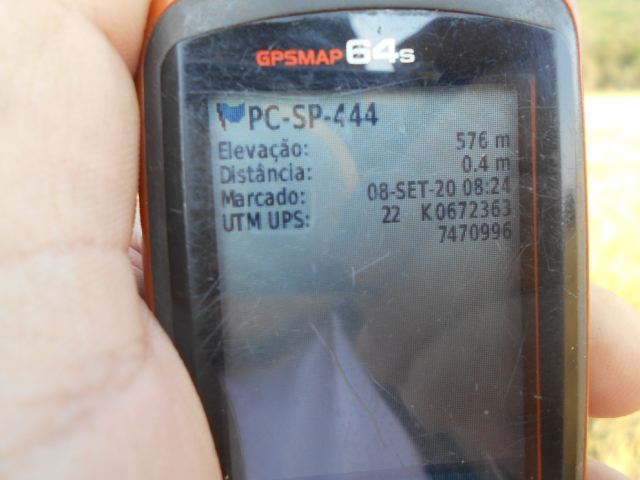 GPSMAP 64s
PC-SP-444
Elevação: 576 m
Distância: 0.4 m
Marcado: 08-SET-20 08:24
UTM UPS: 22 K0672363
7470996